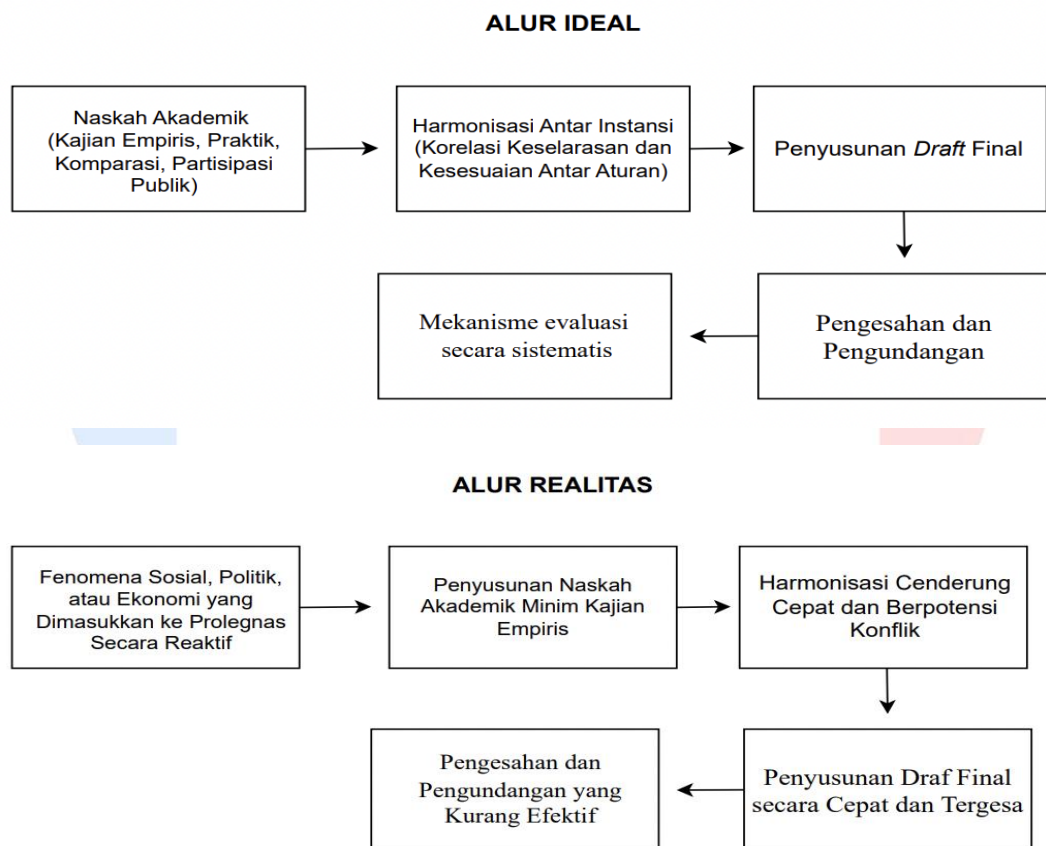 ALUR IDEAL
Naskah Akademik
(Kajian Empiris, Praktik,
Komparasi, Partisipasi
Publik)
Harmonisasi Antar Instansi
(Korelasi Keselarasan dan
Kesesuaian Antar Aturan)
Penyusunan Draft Final
Pengesahan dan
Pengundangan
Mekanisme evaluasi
secara sistematis
ALUR REALITAS
Fenomena Sosial, Politik,
atau Ekonomi yang
Dimasukkan ke Prolegnas
Secara Reaktif
Penyusunan Naskah
Akademik Minim Kajian
Empiris
Harmonisasi Cenderung
Cepat dan Berpotensi
Konflik
Penyusunan Draf Final
secara Cepat dan Tergesa
Pengesahan dan
Pengundangan yang
Kurang Efektif